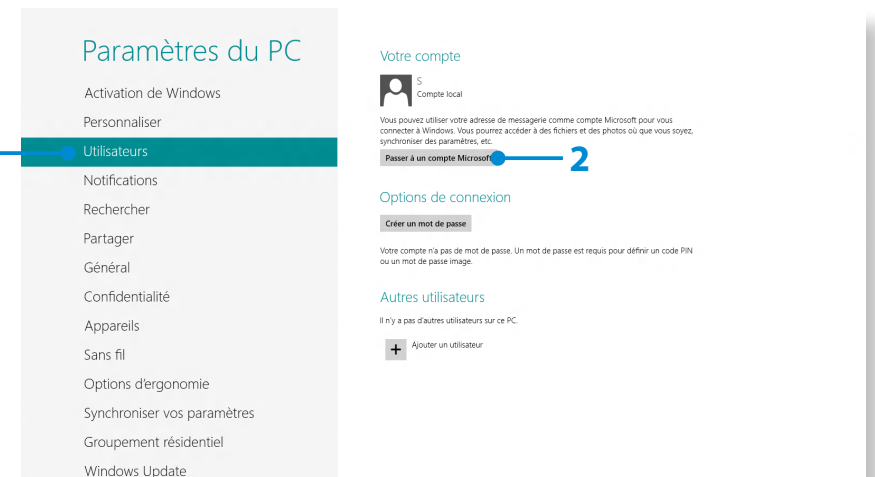 Paramètres du PC
Activation de Windows
Personnaliser
Utilisateurs
Notifications
Rechercher
Partager
Général
Confidentialité
Appareils
Sans fil
Options d'ergonomie
Synchroniser vos paramètres
Groupement résidentiel
Windows Update
Votre compte
S
Compte local
Vous pouvez utiliser votre adresse de messagerie comme compte Microsoft pour vous
connecter à Windows. Vous pourrez accéder à des fichiers et des photos où que vous soyez,
synchroniser des paramètres, etc.
Passer à un compte Microsoft
2
Options de connexion
Créer un mot de passe
Votre compte n'a pas de mot de passe. Un mot de passe est requis pour définir un code PIN
ou un mot de passe image.
Autres utilisateurs
Il n'y a pas d'autres utilisateurs sur ce PC.
Ajouter un utilisateur